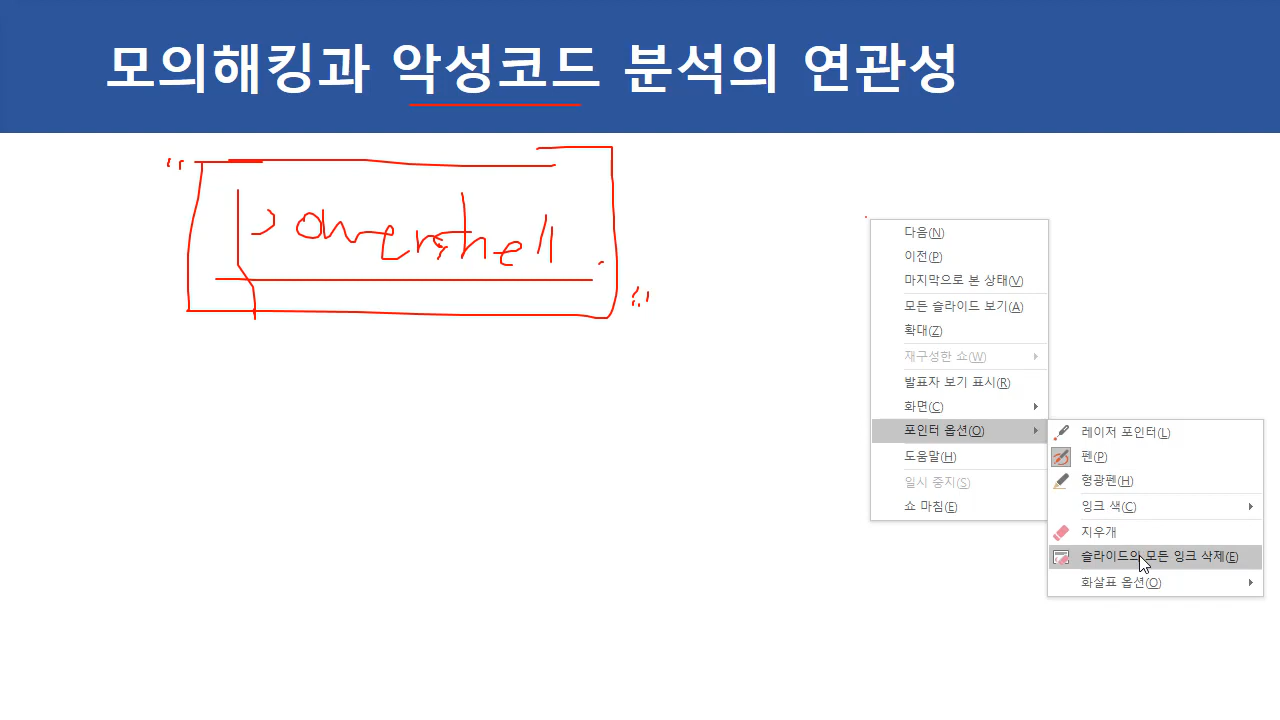 모의해킹과 악성코드 분석의 연관성
powershell
다음(N)
이전(P)
마지막으로 본 상태(V)
모든 슬라이드 보기(A)
확대(Z)
재구성한 쇼(W)
발표자 보기 표시(R)
화면(C)
포인터 옵션(O)
도움말(H)
일시 중지(S)
쇼 마침(E)
레이저 포인터(L)
펜(P)
형광펜(H)
잉크 색(C)
지우개
슬라이드의 모든 잉크 삭제(E)
화살표 옵션(O)